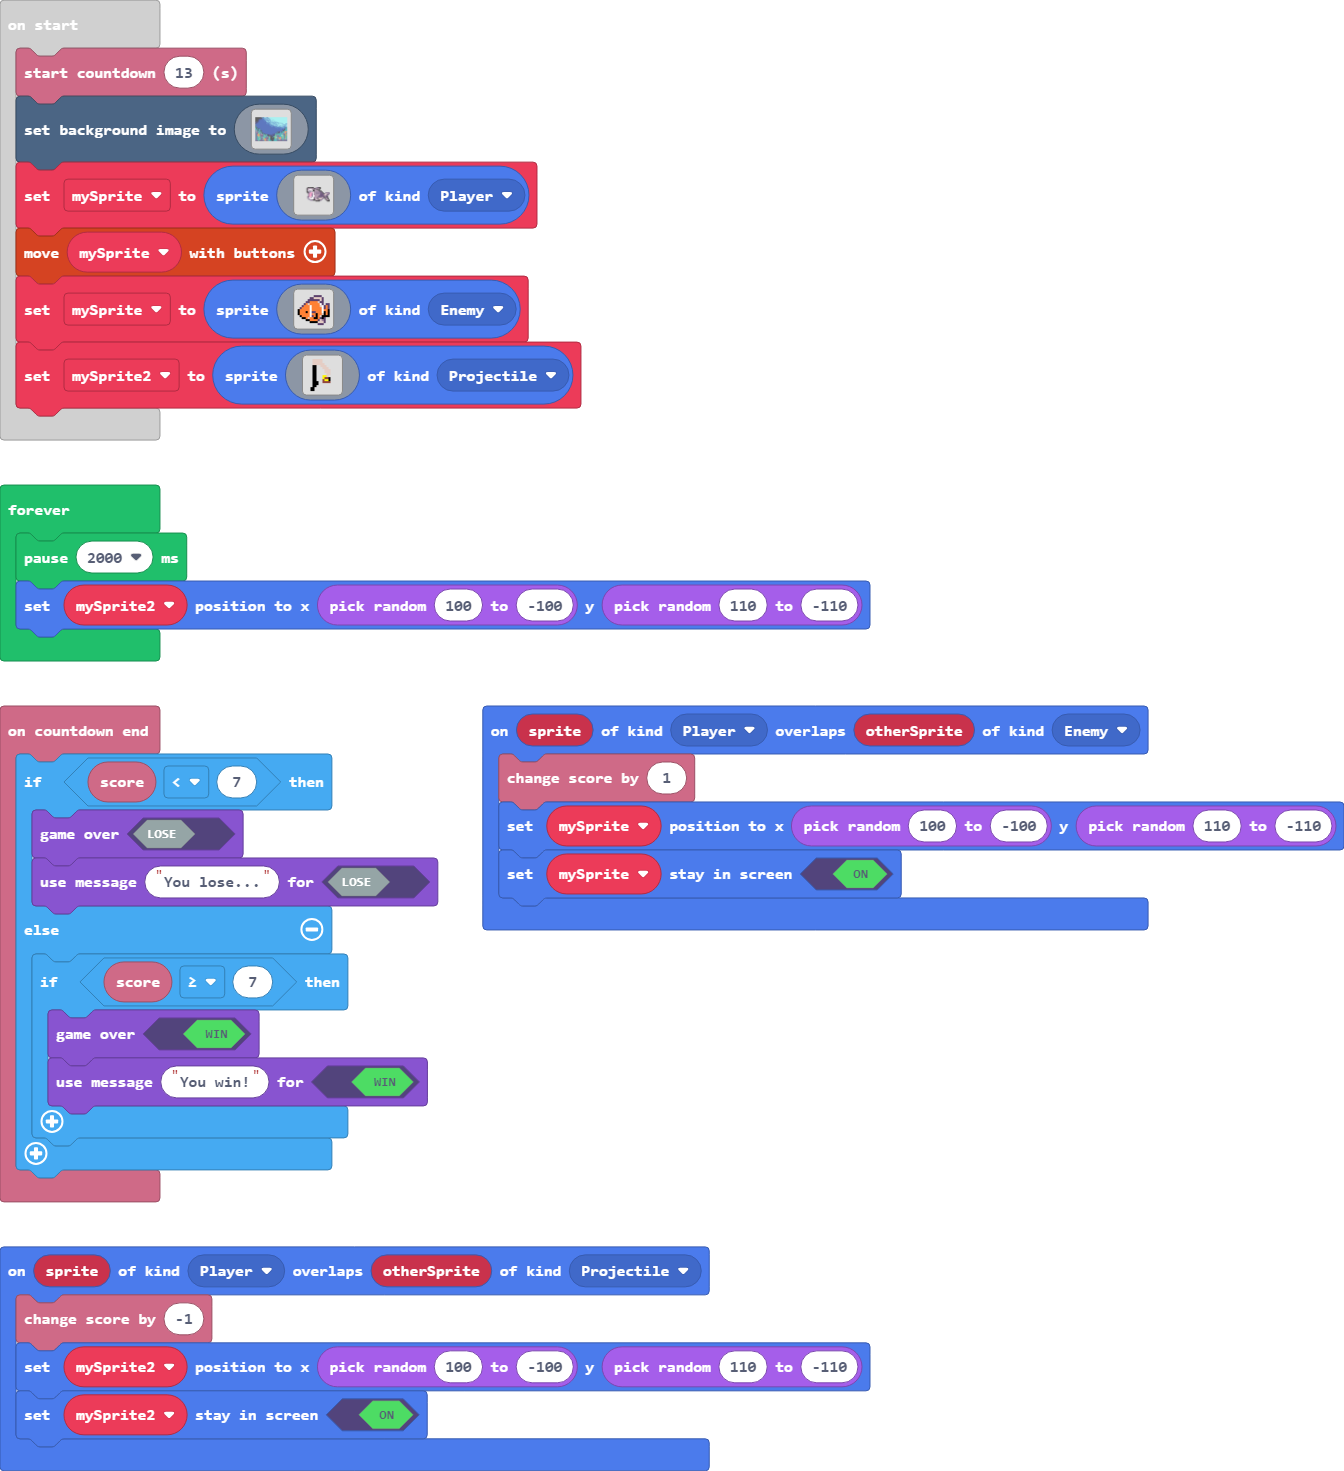 on start
start countdown 13 (s)
set background image to
set mySprite to sprite of kind Player
move mySprite with buttons
set mySprite to sprite of kind Enemy
set mySprite2 to sprite of kind Projectile
forever
pause 2000 ms
set mySprite2 position to x pick random 100 to -100 y pick random 110 to -110
on countdown end
if score < 7 then
game over LOSE
use message "You lose..." for LOSE
else
if score ≥ 7 then
game over WIN
use message "You win!" for WIN
on sprite of kind Player overlaps otherSprite of kind Enemy
change score by 1
set mySprite position to x pick random 100 to -100 y pick random 110 to -110
set mySprite stay in screen ON
on sprite of kind Player overlaps otherSprite of kind Projectile
change score by -1
set mySprite2 position to x pick random 100 to -100 y pick random 110 to -110
set mySprite2 stay in screen ON